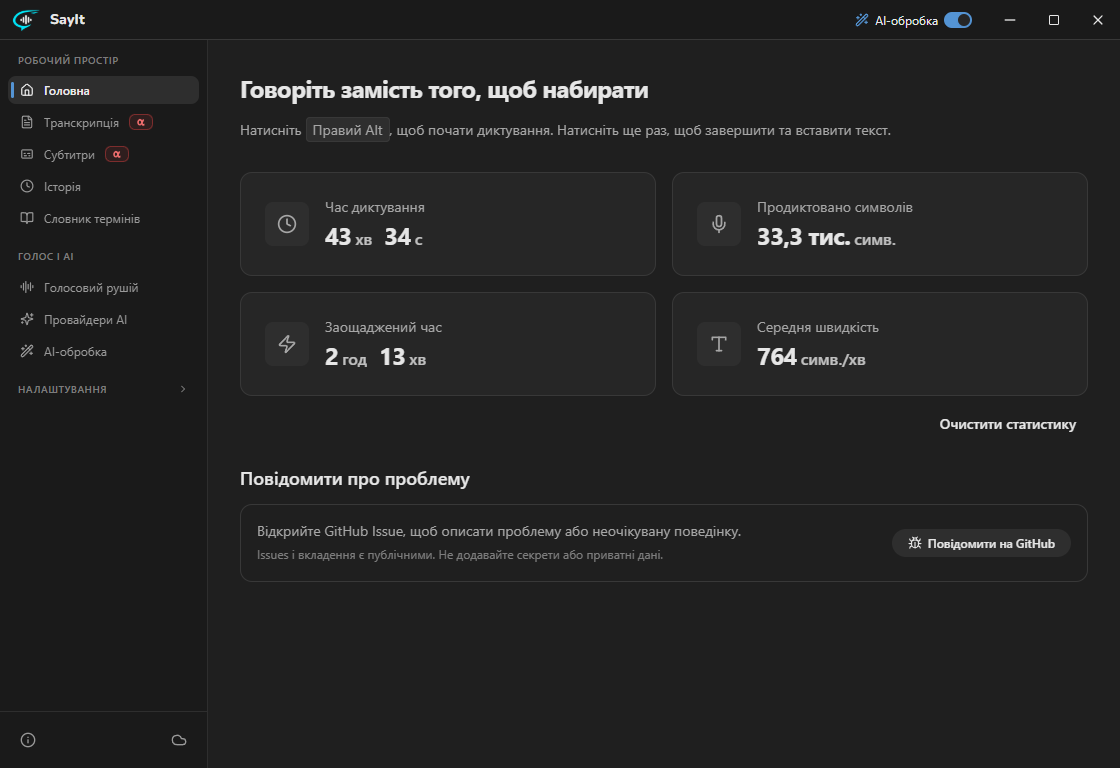 SayIt
AI-обробка
РОБОЧИЙ ПРОСТІР
Головна
Транскрипція α
Субтитри α
Історія
Словник термінів
ГОЛОС І AI
Голосовий рушій
Провайдери AI
AI-обробка
НАЛАШТУВАННЯ
Говоріть замість того, щоб набирати
Натисніть Правий Alt, щоб почати диктування. Натисніть ще раз, щоб завершити та вставити текст.
Час диктування
43 хв 34 с
Продиктовано символів
33,3 тис. симв.
Заощаджений час
2 год 13 хв
Середня швидкість
764 симв./хв
Очистити статистику
Повідомити про проблему
Відкрийте GitHub Issue, щоб описати проблему або неочікувану поведінку.
Issues і вкладення є публічними. Не додавайте секрети або приватні дані.
Повідомити на GitHub